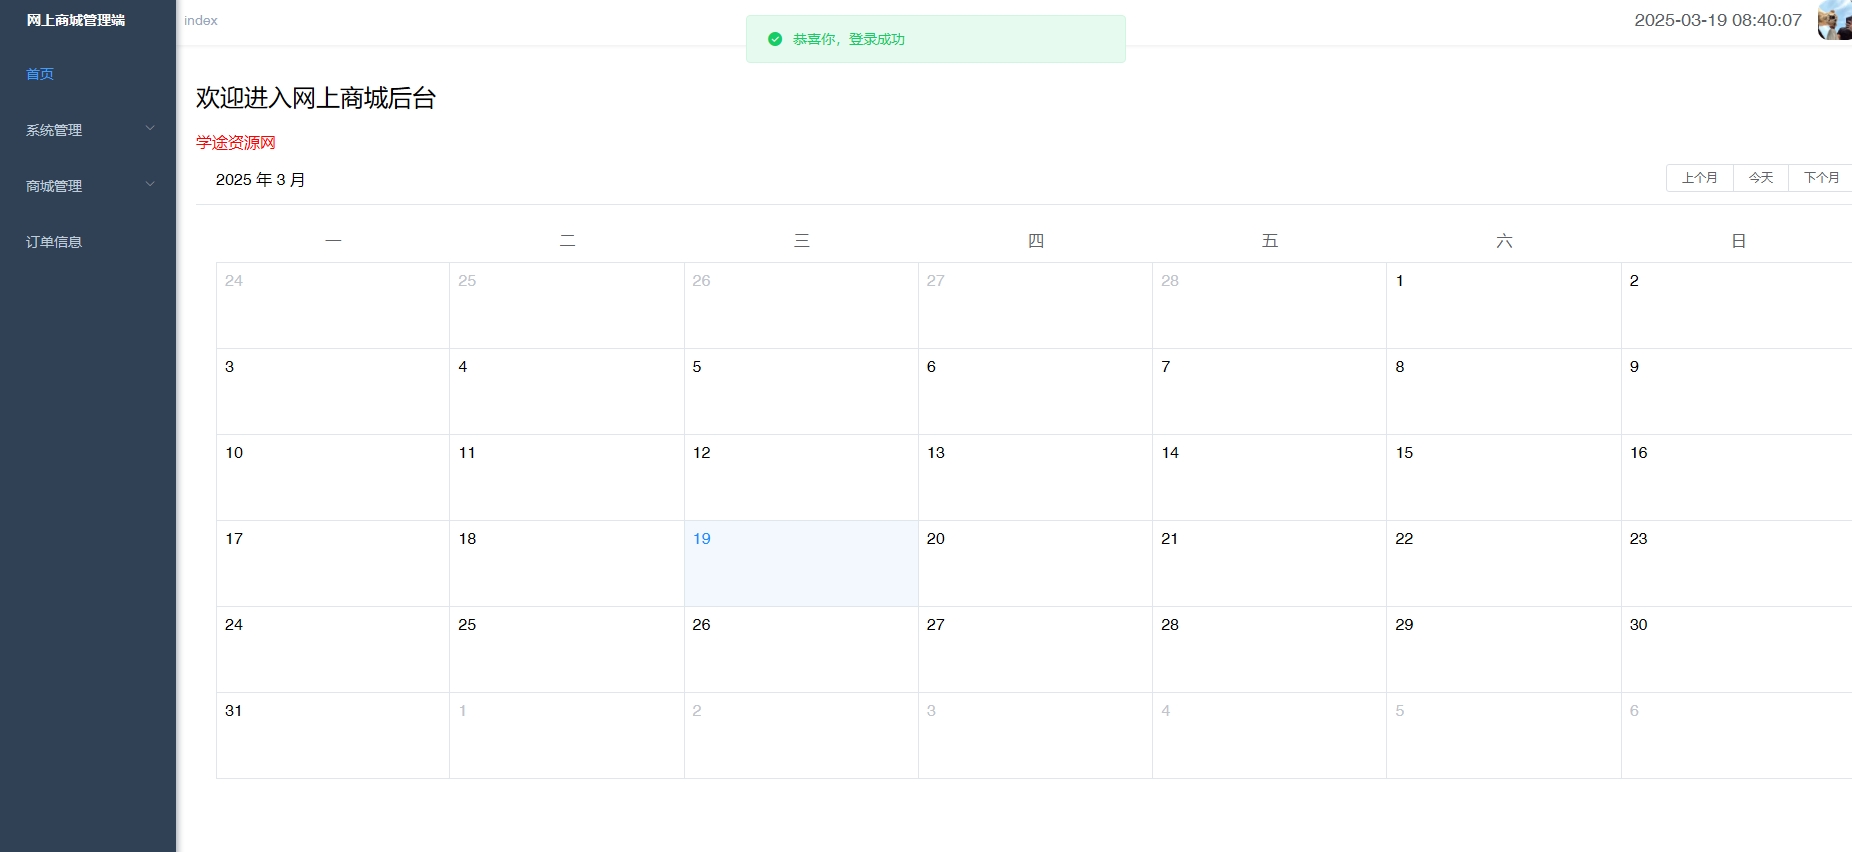 网上商城管理端
index
恭喜你，登录成功
2025-03-19 08:40:07
首页
系统管理
商城管理
订单信息
欢迎进入网上商城后台
学途资源网
2025 年 3 月
上个月 今天 下个月
一 二 三 四 五 六 日
24 25 26 27 28 1 2
3 4 5 6 7 8 9
10 11 12 13 14 15 16
17 18 19 20 21 22 23
24 25 26 27 28 29 30
31 1 2 3 4 5 6